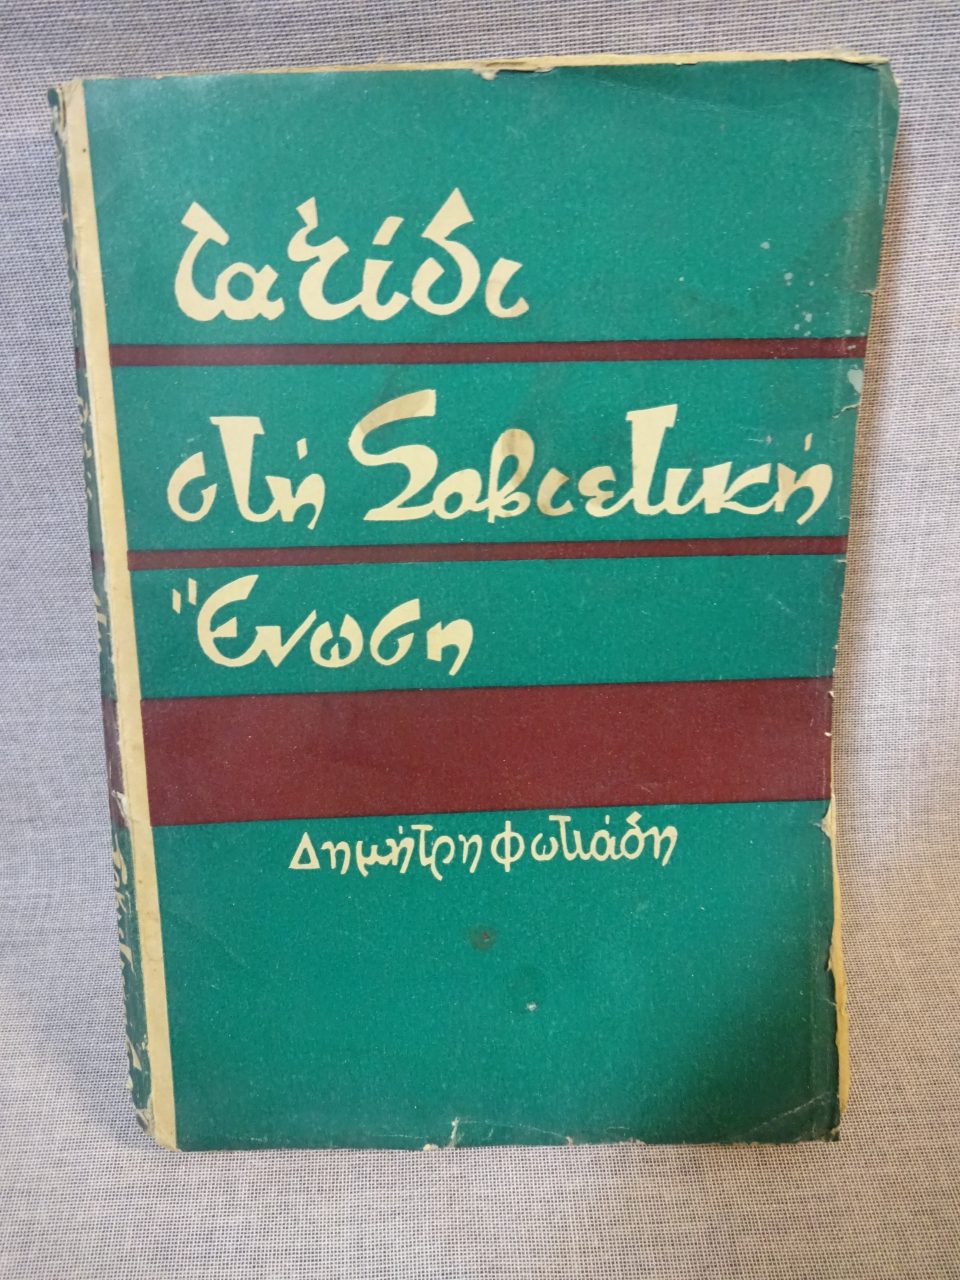 ταξίδι
στή Σοβιετική
Ἕνωση
Δημήτρη Φωτιάδη